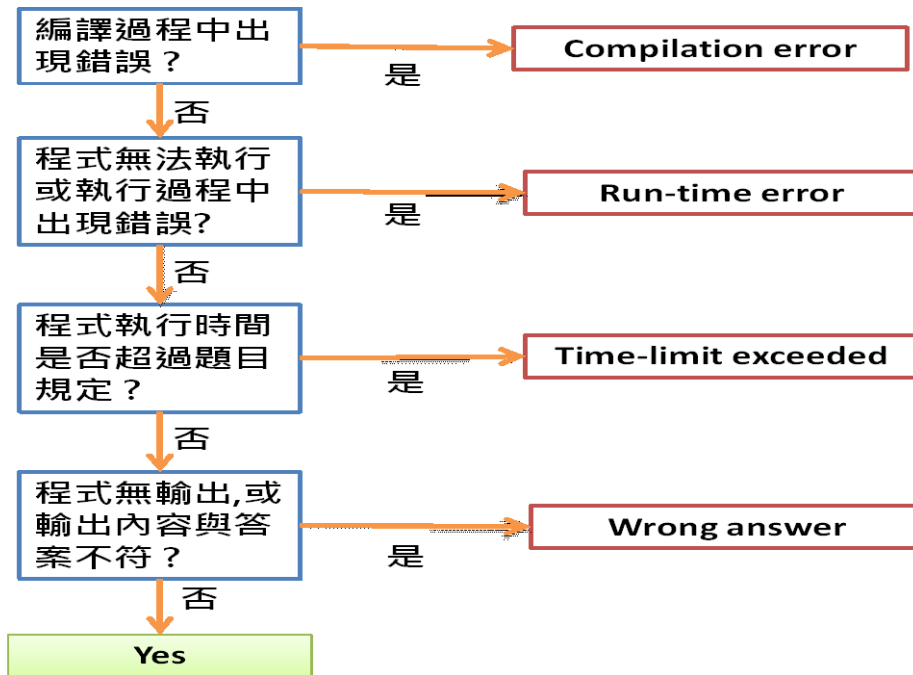 編譯過程中出
現錯誤？
是
Compilation error
否
程式無法執行
或執行過程中
出現錯誤?
是
Run-time error
否
程式執行時間
是否超過題目
規定？
是
Time-limit exceeded
否
程式無輸出,或
輸出內容與答
案不符？
是
Wrong answer
否
Yes